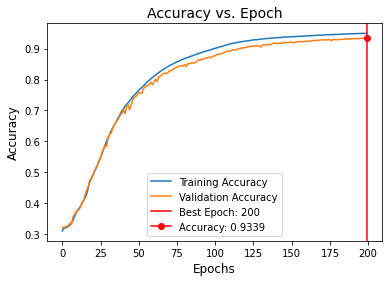 Accuracy vs. Epoch
Accuracy
0.9
0.8
0.7
0.6
0.5
0.4
0.3
Training Accuracy
Validation Accuracy
Best Epoch: 200
Accuracy: 0.9339
0 25 50 75 100 125 150 175 200
Epochs